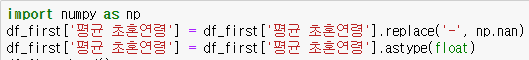 import numpy as np
df_first['평균 초혼연령'] = df_first['평균 초혼연령'].replace('-', np.nan)
df_first['평균 초혼연령'] = df_first['평균 초혼연령'].astype(float)